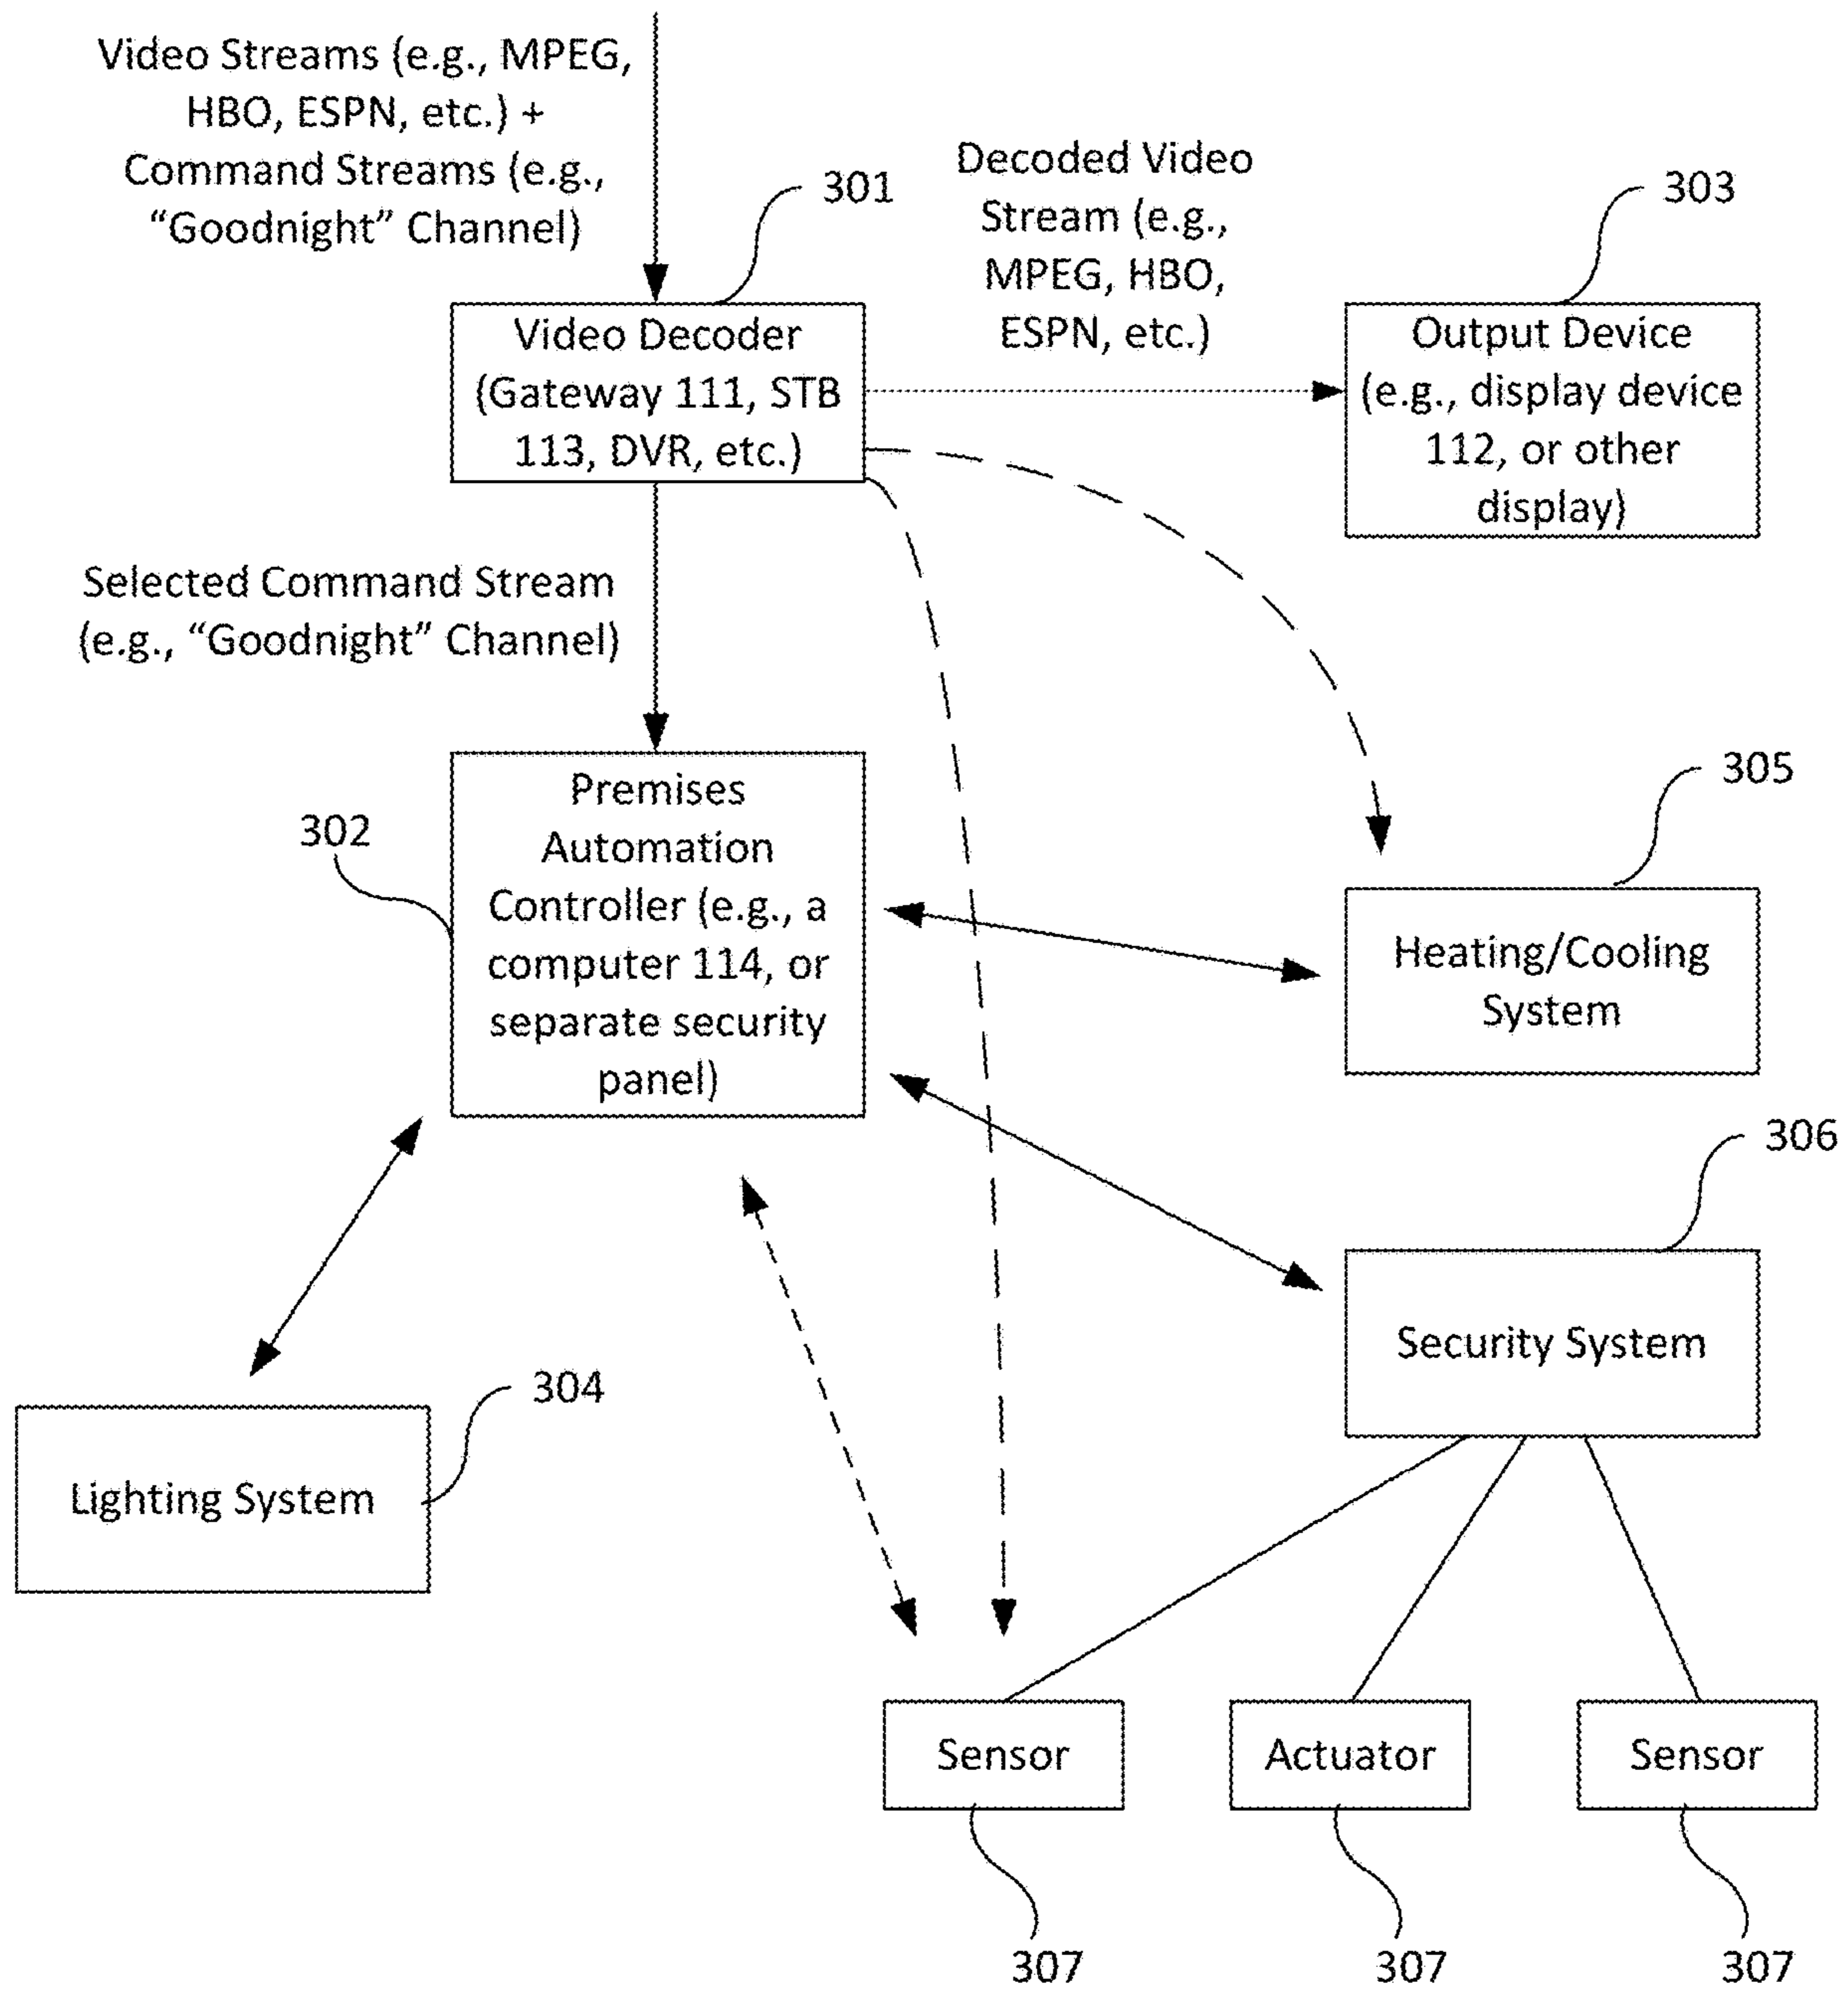 Video Streams (e.g., MPEG,
HBO, ESPN, etc.) +
Command Streams (e.g.,
“Goodnight” Channel)
301
Decoded Video
Stream (e.g.,
MPEG, HBO,
ESPN, etc.)
303
Video Decoder
(Gateway 111, STB
113, DVR, etc.)
Output Device
(e.g., display device
112, or other
display)
Selected Command Stream
(e.g., “Goodnight” Channel)
302
Premises
Automation
Controller (e.g., a
computer 114, or
separate security
panel)
305
Heating/Cooling
System
306
Security System
304
Lighting System
Sensor
Actuator
Sensor
307
307
307